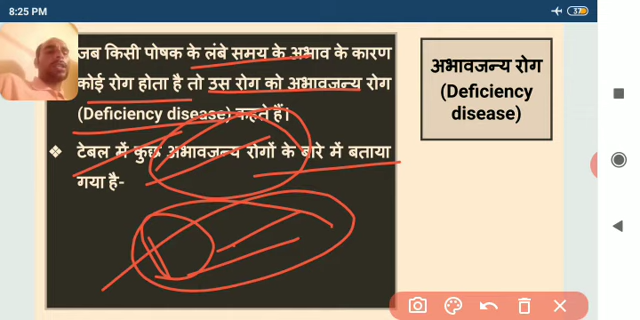 8:25 PM
37
जब किसी पोषक के लंबे समय के अभाव के कारण
कोई रोग होता है तो उस रोग को अभावजन्य रोग
(Deficiency disease) कहते हैं।
❖ टेबल में कुछ अभावजन्य रोगों के बारे में बताया
गया है-
अभावजन्य रोग
(Deficiency
disease)